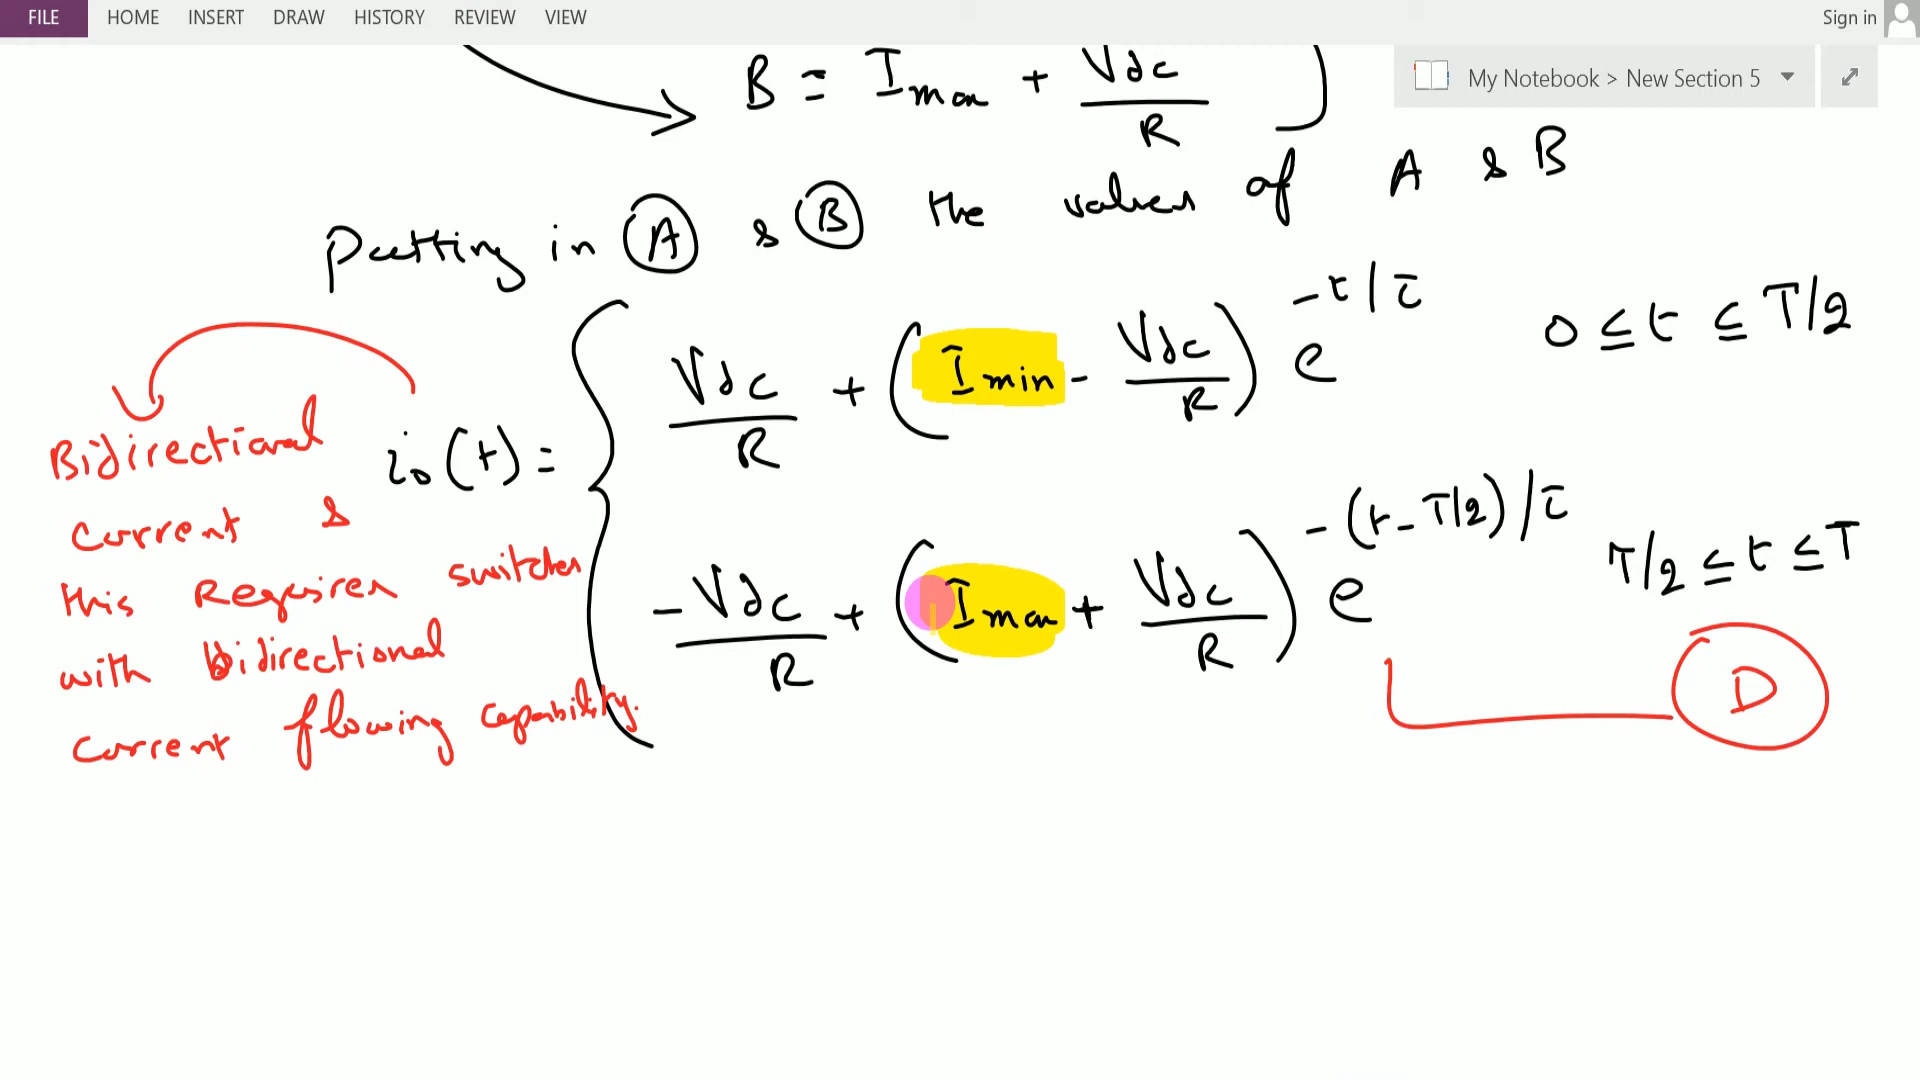 FILE HOME INSERT DRAW HISTORY REVIEW VIEW Sign in
My Notebook > New Section 5
B = Imax + Vdc/R
Putting in (A) & (B) the values of A & B
i₀(t) = { Vdc/R + (Imin - Vdc/R) e^(-t/τ) 0 ≤ t ≤ T/2
-Vdc/R + (Imax + Vdc/R) e^(-(t-T/2)/τ) T/2 ≤ t ≤ T
D
Bidirectional
current &
this Requires switches
with bidirectional
current flowing capability.